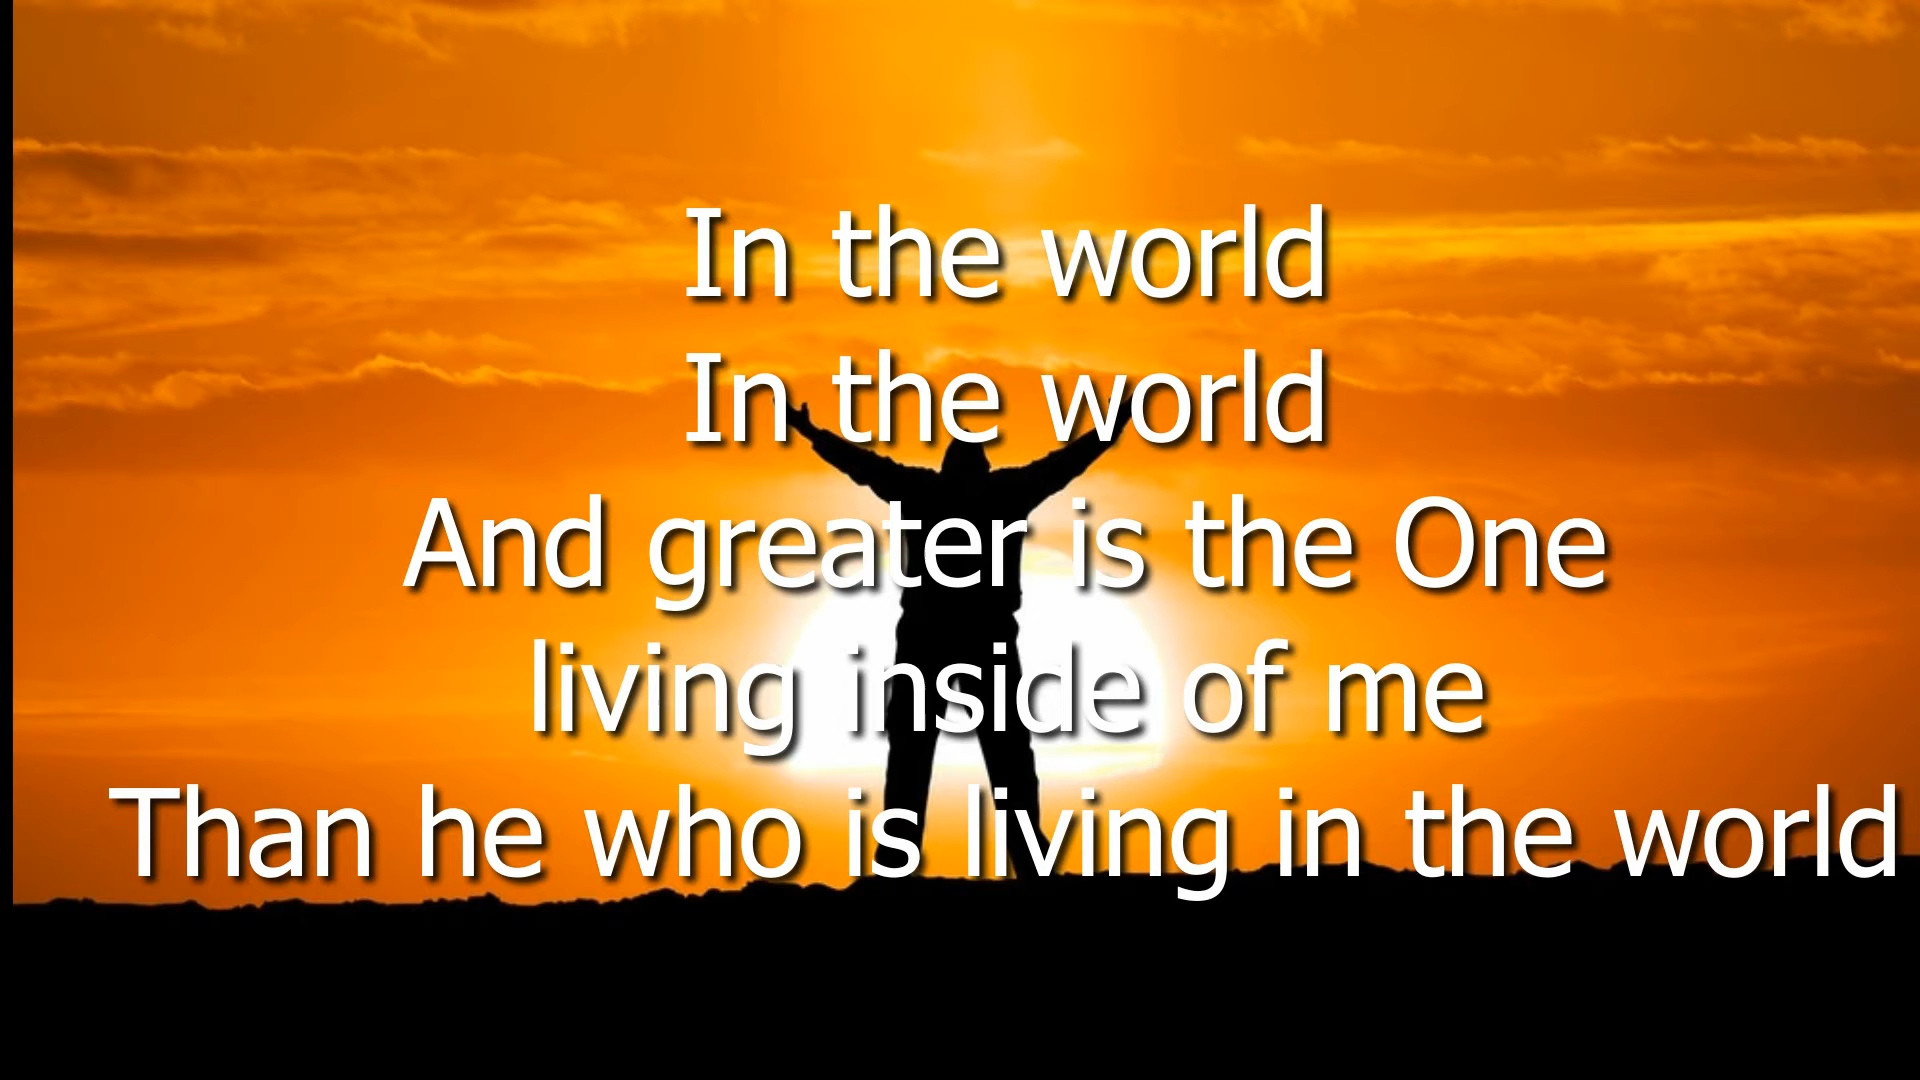 In the world
In the world
And greater is the One
living inside of me
Than he who is living in the world